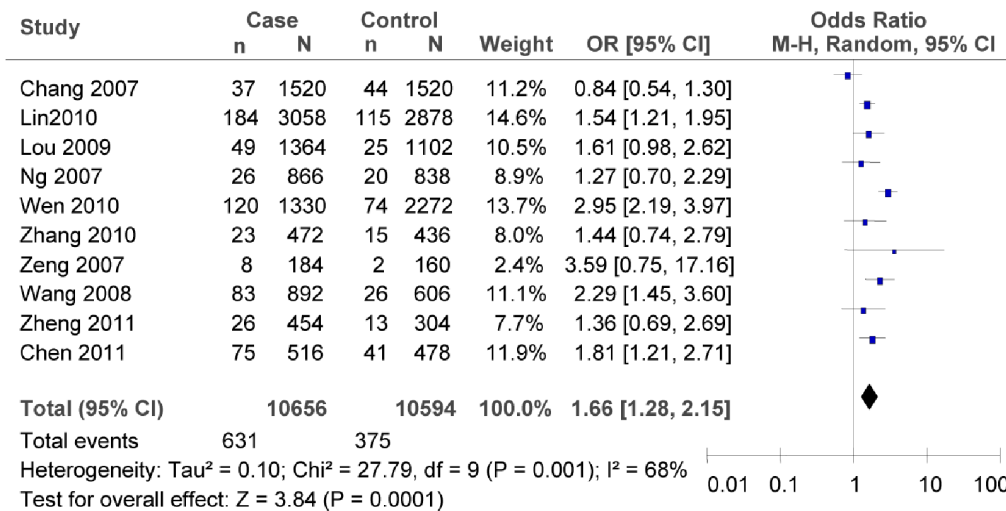 Study Case Control Odds Ratio
n N n N Weight OR [95% CI] M-H, Random, 95% CI
Chang 2007 37 1520 44 1520 11.2% 0.84 [0.54, 1.30]
Lin2010 184 3058 115 2878 14.6% 1.54 [1.21, 1.95]
Lou 2009 49 1364 25 1102 10.5% 1.61 [0.98, 2.62]
Ng 2007 26 866 20 838 8.9% 1.27 [0.70, 2.29]
Wen 2010 120 1330 74 2272 13.7% 2.95 [2.19, 3.97]
Zhang 2010 23 472 15 436 8.0% 1.44 [0.74, 2.79]
Zeng 2007 8 184 2 160 2.4% 3.59 [0.75, 17.16]
Wang 2008 83 892 26 606 11.1% 2.29 [1.45, 3.60]
Zheng 2011 26 454 13 304 7.7% 1.36 [0.69, 2.69]
Chen 2011 75 516 41 478 11.9% 1.81 [1.21, 2.71]
Total (95% CI) 10656 10594 100.0% 1.66 [1.28, 2.15]
Total events 631 375
Heterogeneity: Tau² = 0.10; Chi² = 27.79, df = 9 (P = 0.001); I² = 68%
Test for overall effect: Z = 3.84 (P = 0.0001)
0.01 0.1 1 10 100